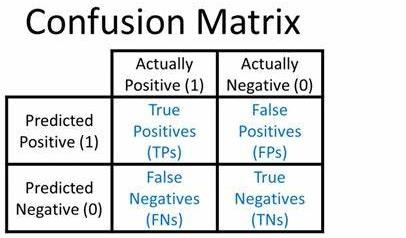 Confusion Matrix
Actually Actually
Positive (1) Negative (0)
Predicted
Positive (1)
True
Positives
(TPs)
False
Positives
(FPs)
Predicted
Negative (0)
False
Negatives
(FNs)
True
Negatives
(TNs)